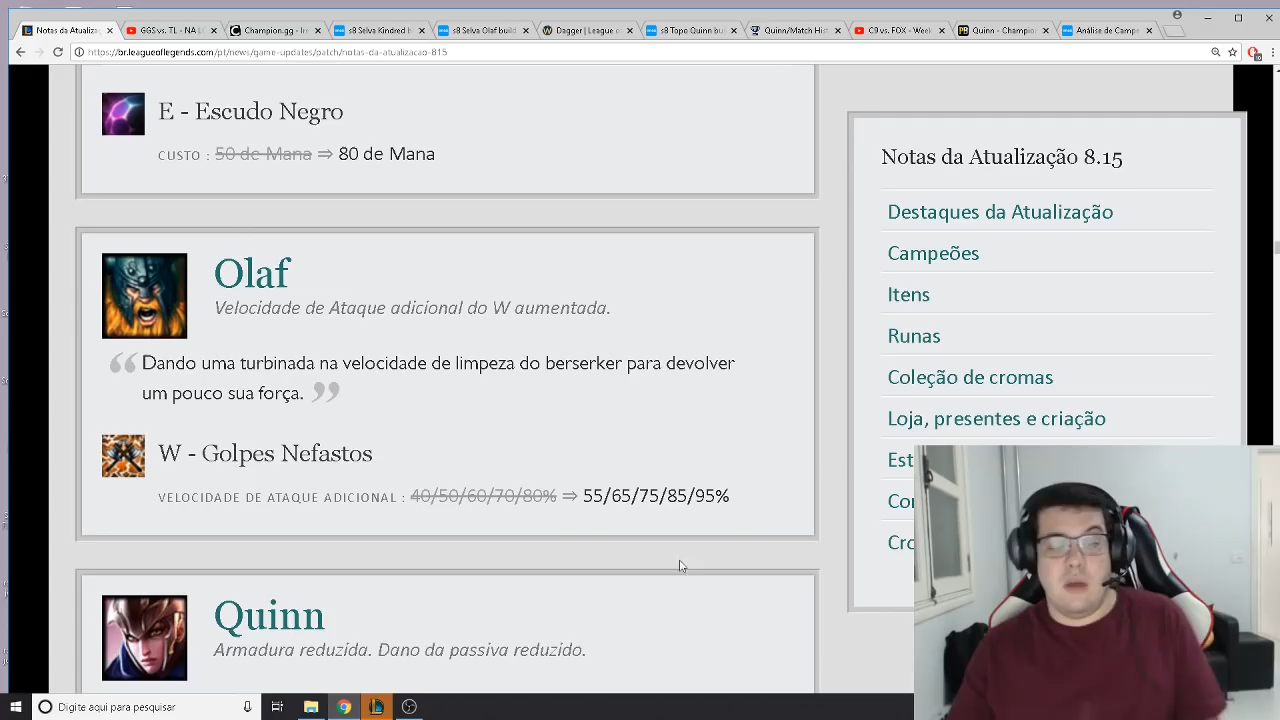 Notas da Atualiza
GGS vs. TL - NA LC
Champion.gg - Ir
s8 Selva Kindred b
s8 Selva Olaf build
Dagger | League c
s8 Topo Quinn bu
Quinn/Match His
C9 vs. FOX - Week
Quinn - Champion
Análise de Campe
https://br.leagueoflegends.com/pt/news/game-updates/patch/notas-da-atualizacao-815
E - Escudo Negro
CUSTO : 50 de Mana ⇒ 80 de Mana
Olaf
Velocidade de Ataque adicional do W aumentada.
“ Dando uma turbinada na velocidade de limpeza do berserker para devolver
um pouco sua força. ”
W - Golpes Nefastos
VELOCIDADE DE ATAQUE ADICIONAL : 40/50/60/70/80% ⇒ 55/65/75/85/95%
Quinn
Armadura reduzida. Dano da passiva reduzido.
Notas da Atualização 8.15
Destaques da Atualização
Campeões
Itens
Runas
Coleção de cromas
Loja, presentes e criação
Est
Co
Cro
Digite aqui para pesquisar